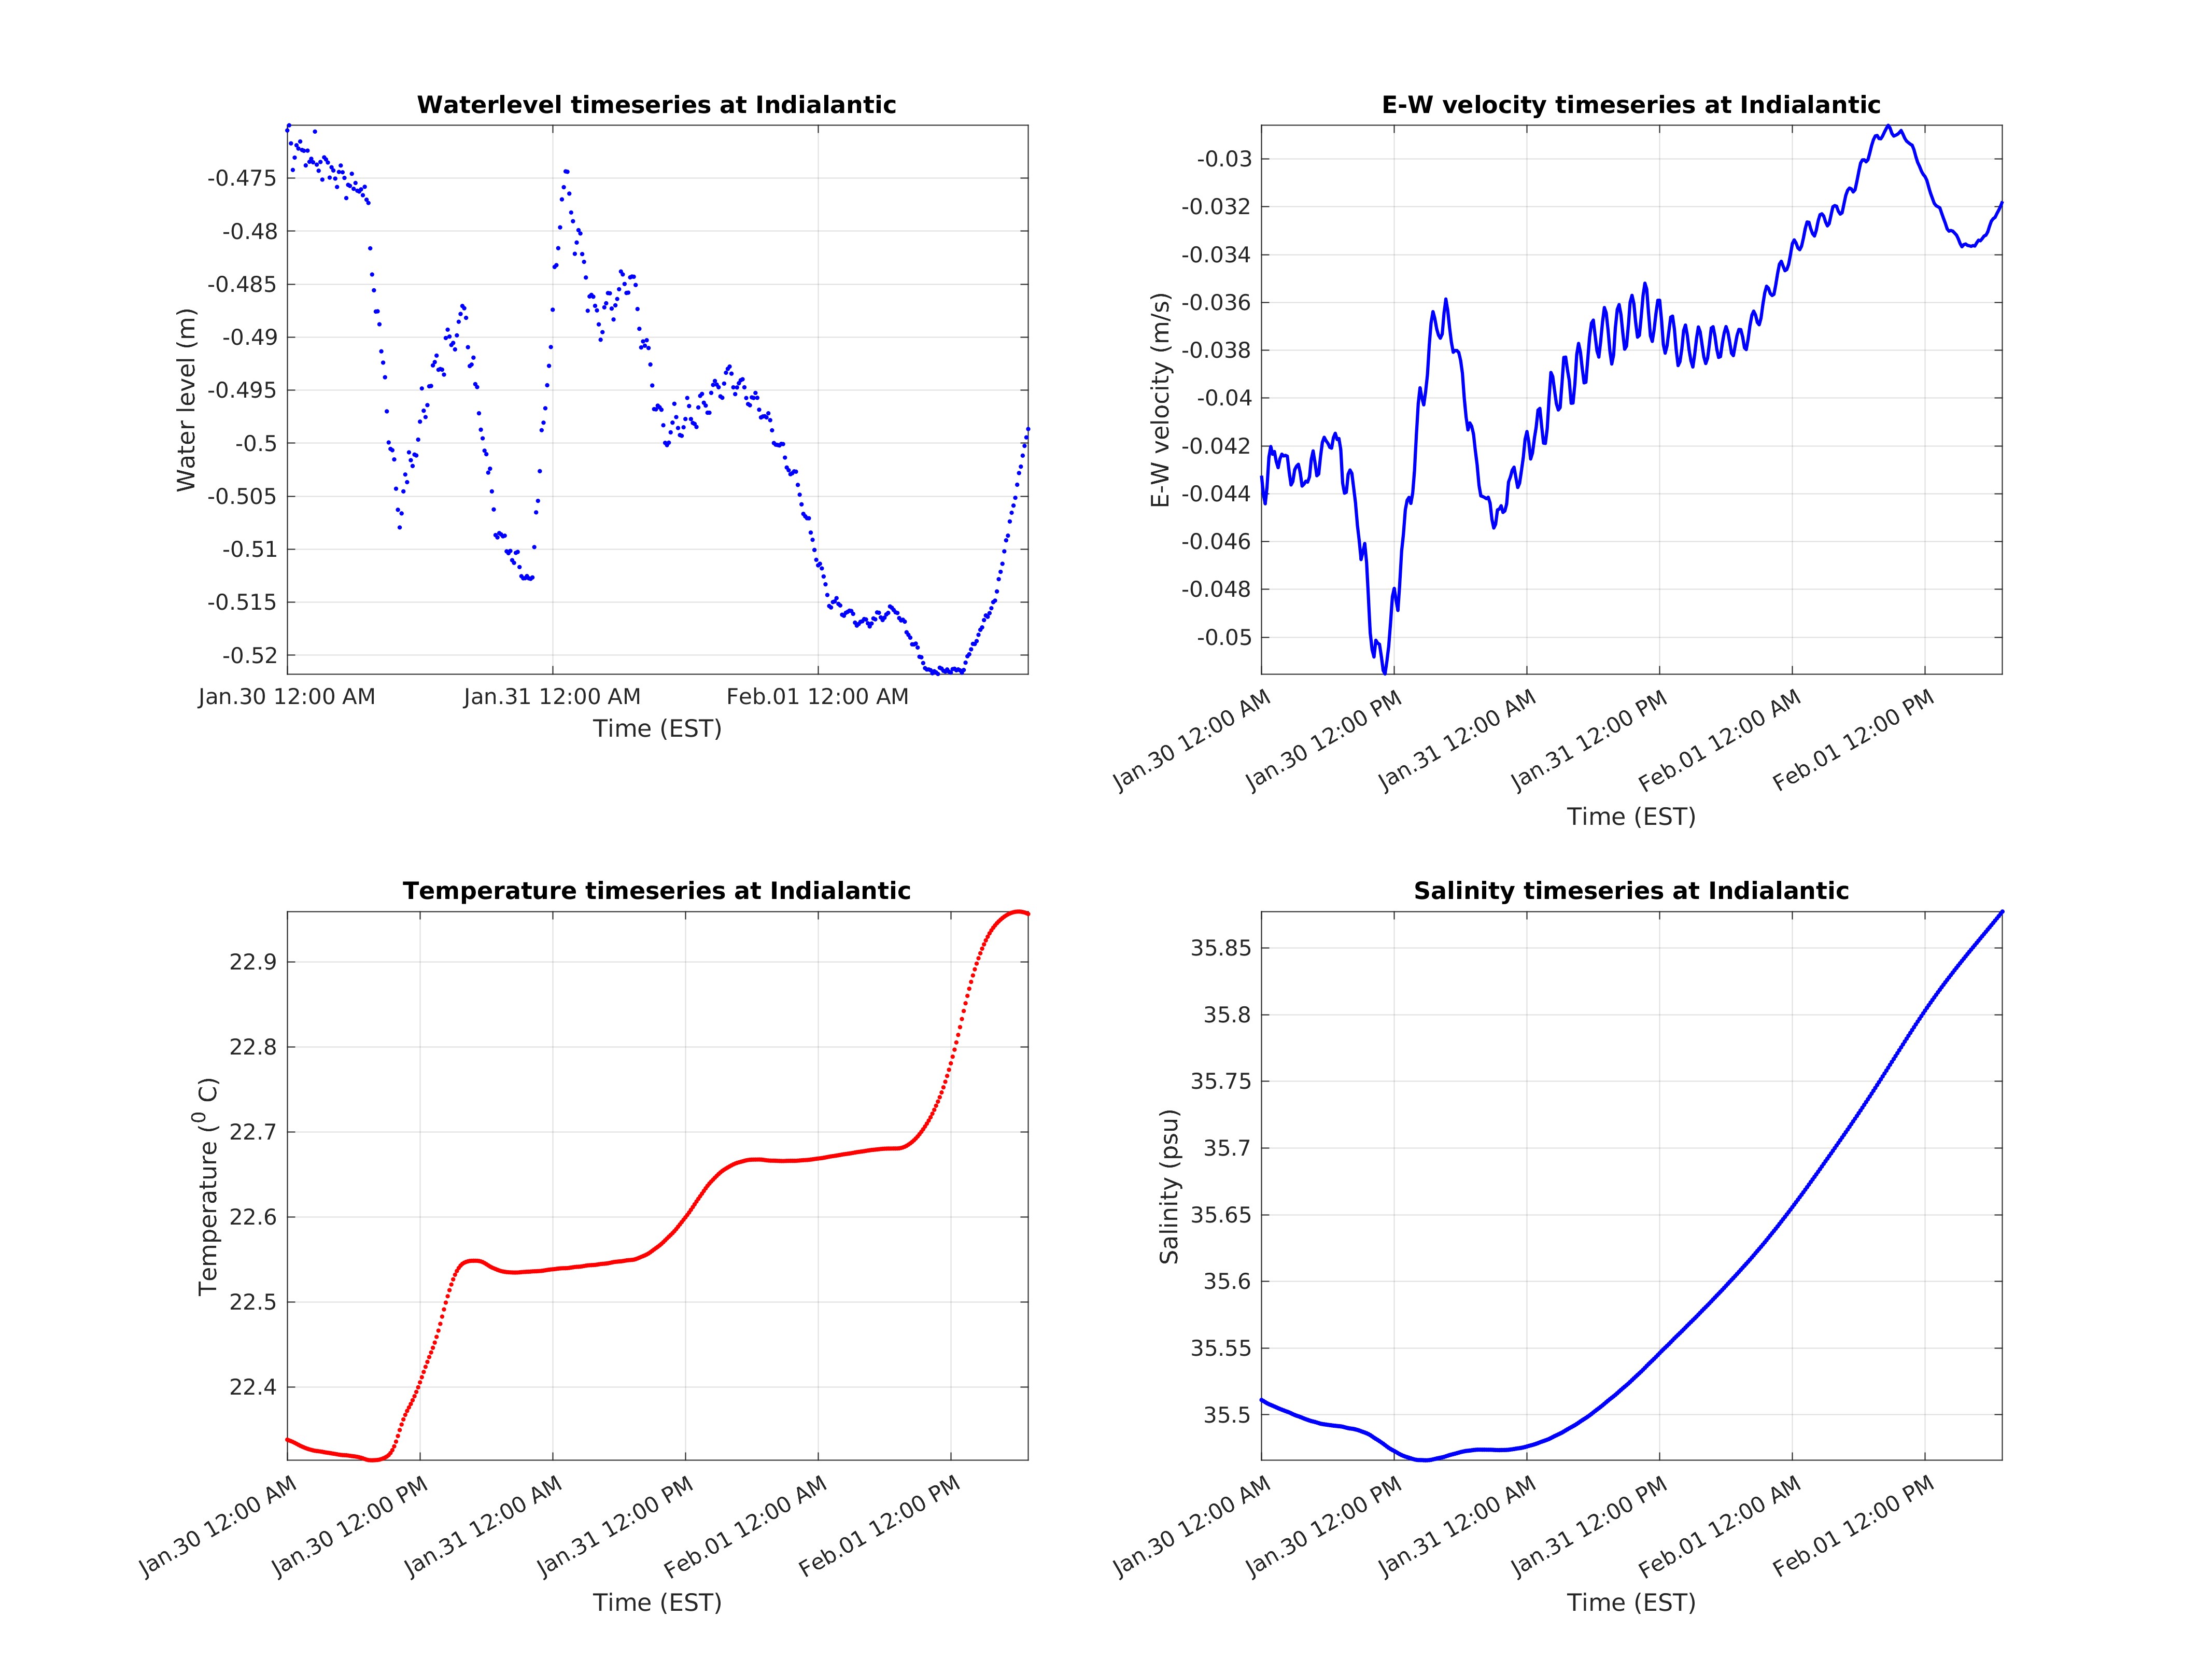 Waterlevel timeseries at Indialantic
Water level (m)
-0.475
-0.48
-0.485
-0.49
-0.495
-0.5
-0.505
-0.51
-0.515
-0.52
Jan.30 12:00 AM
Jan.31 12:00 AM
Feb.01 12:00 AM
Time (EST)
E-W velocity timeseries at Indialantic
E-W velocity (m/s)
-0.03
-0.032
-0.034
-0.036
-0.038
-0.04
-0.042
-0.044
-0.046
-0.048
-0.05
Jan.30 12:00 AM
Jan.30 12:00 PM
Jan.31 12:00 AM
Jan.31 12:00 PM
Feb.01 12:00 AM
Feb.01 12:00 PM
Time (EST)
Temperature timeseries at Indialantic
Temperature (⁰ C)
22.9
22.8
22.7
22.6
22.5
22.4
Jan.30 12:00 AM
Jan.30 12:00 PM
Jan.31 12:00 AM
Jan.31 12:00 PM
Feb.01 12:00 AM
Feb.01 12:00 PM
Time (EST)
Salinity timeseries at Indialantic
Salinity (psu)
35.85
35.8
35.75
35.7
35.65
35.6
35.55
35.5
Jan.30 12:00 AM
Jan.30 12:00 PM
Jan.31 12:00 AM
Jan.31 12:00 PM
Feb.01 12:00 AM
Feb.01 12:00 PM
Time (EST)